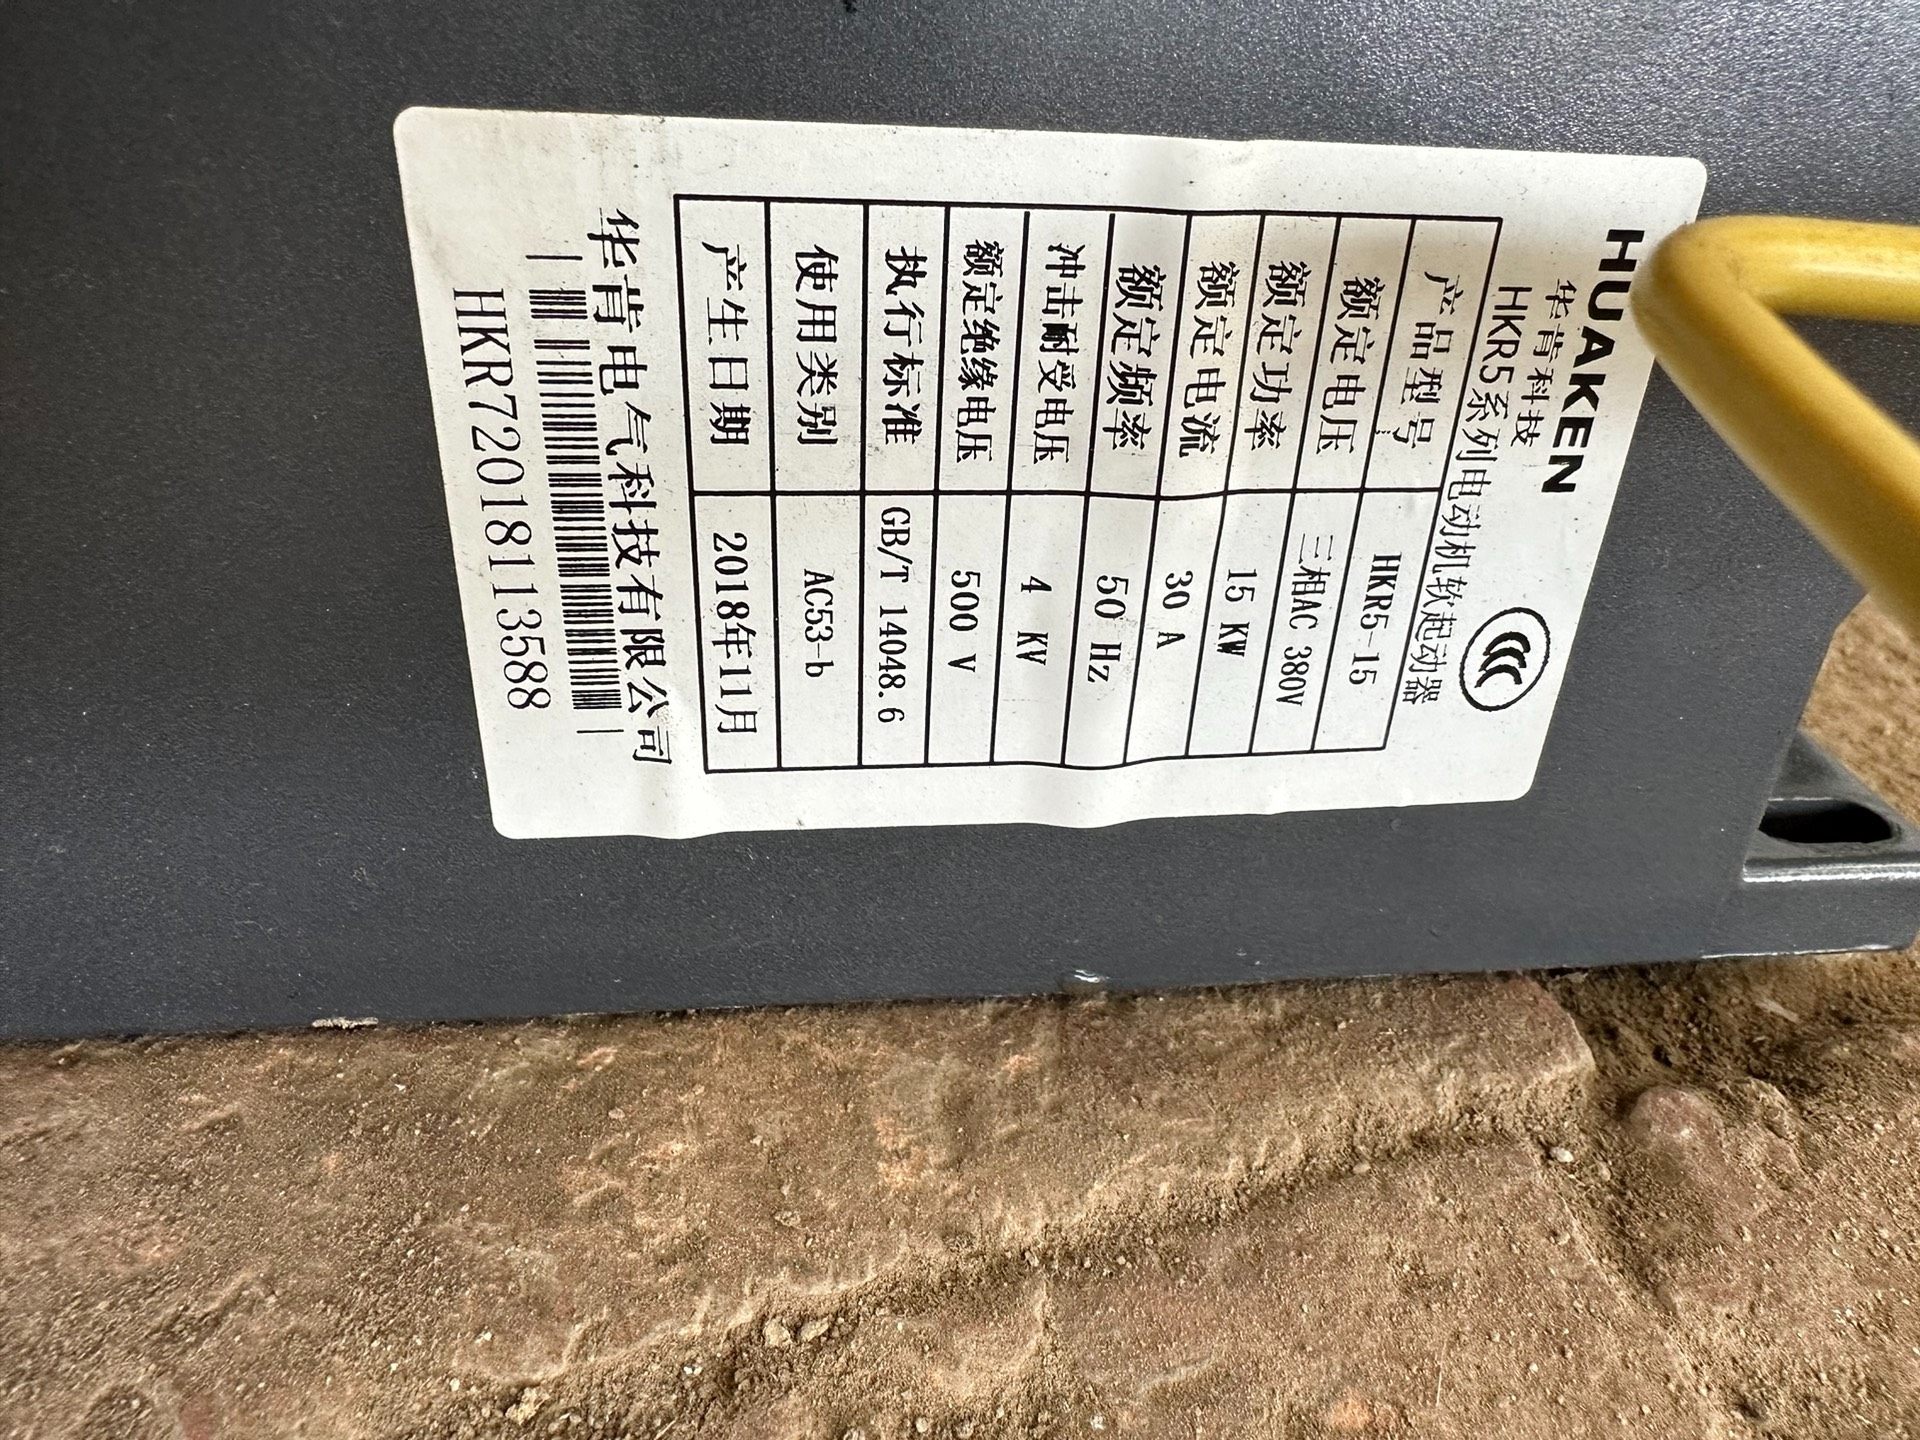 HUAKEN
华肯科技
HKR5系列电动机软起动器
产品型号 HKR5-15
额定电压 三相AC 380V
额定功率 15 KW
额定电流 30 A
额定频率 50 Hz
冲击耐受电压 4 KV
额定绝缘电压 500 V
执行标准 GB/T 14048.6
使用类别 AC53-b
产生日期 2018年11月
华肯电气科技有限公司
HKR72018113588